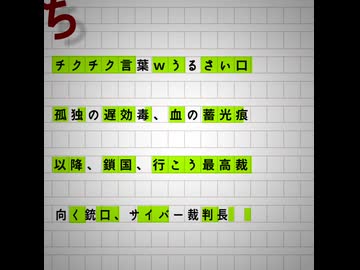 ち
チクチク言葉wうるさい口
孤独の遅効毒、血の蓄光痕
以降、鎖国、行こう最高裁
向く銃口、サイバー裁判長